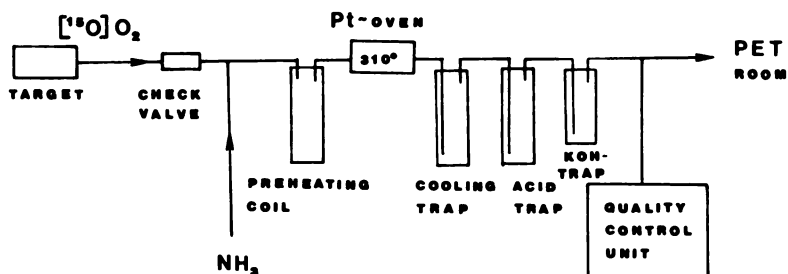 [¹⁵O]O₂
Pt-OVEN
310°
TARGET
CHECK
VALVE
PREHEATING
COIL
COOLING
TRAP
ACID
TRAP
KOH-
TRAP
PET
ROOM
QUALITY
CONTROL
UNIT
NH₃